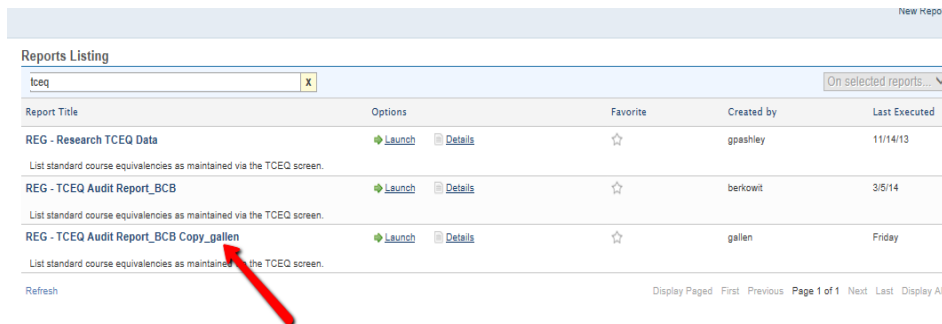 New Repo
Reports Listing
tceq X On selected reports...
Report Title Options Favorite Created by Last Executed
REG - Research TCEQ Data Launch Details gpashley 11/14/13
List standard course equivalencies as maintained via the TCEQ screen.
REG - TCEQ Audit Report_BCB Launch Details berkowit 3/5/14
List standard course equivalencies as maintained via the TCEQ screen.
REG - TCEQ Audit Report_BCB Copy_gallen Launch Details gallen Friday
List standard course equivalencies as maintained via the TCEQ screen.
Refresh Display Paged First Previous Page 1 of 1 Next Last Display Al